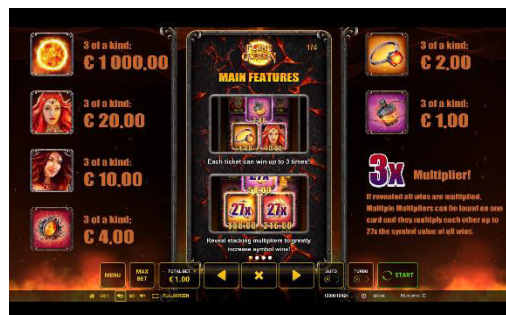 3 of a kind:
€ 1 000,00
3 of a kind:
€ 20,00
3 of a kind:
€ 10,00
3 of a kind:
€ 4,00
1/4
MAIN FEATURES
Each ticket can win up to 3 times!
27x
27x
27x
Reveal stacking multipliers to greatly
increase symbol wins!
3 of a kind:
€ 2,00
3 of a kind:
€ 1,00
3x Multiplier!
If revealed all wins are multiplied.
Multiple Multipliers can be found on one
card and they multiply each other up to
27x the symbol value of all wins.
MENU
MAX
BET
TOTAL BET
€1.00
AUTO
TURBO
START
FULLSCREEN